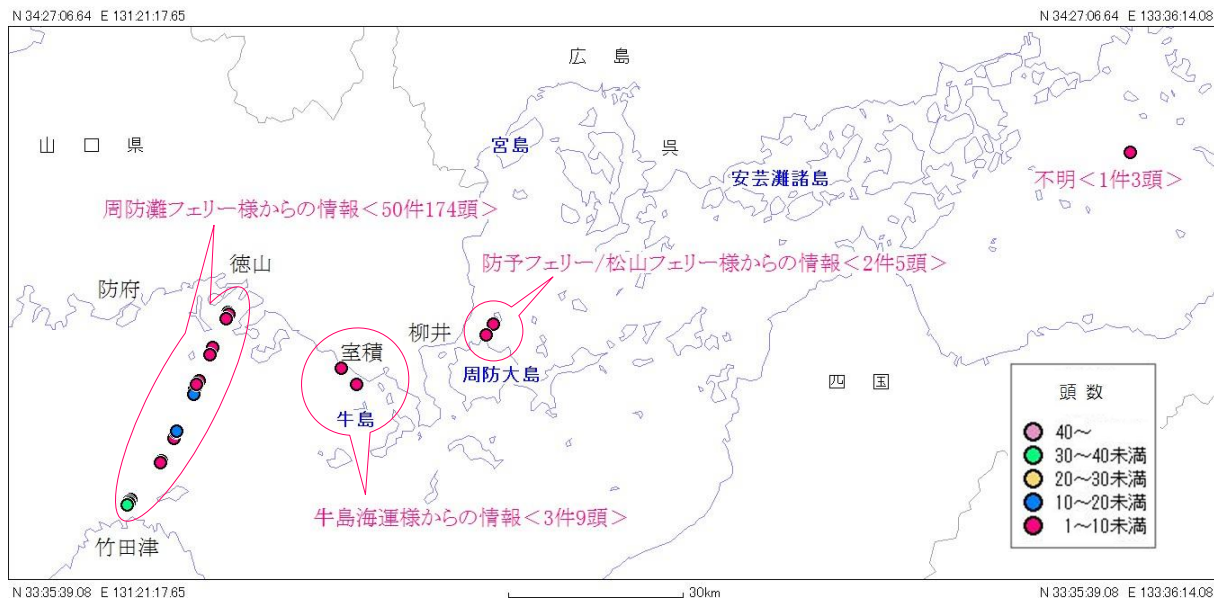 N 34:27:06.64 E 131:21:17.65
N 34:27:06.64 E 133:36:14.08
広 島
山 口 県
宮島
呉
安芸灘諸島
不明＜1件3頭＞
周防灘フェリー様からの情報＜50件174頭＞
徳山
防予フェリー/松山フェリー様からの情報＜2件5頭＞
防府
柳井
室積
周防大島
四 国
牛島
頭 数
40～
30～40未満
20～30未満
10～20未満
1～10未満
牛島海運様からの情報＜3件9頭＞
竹田津
N 33:35:39.08 E 131:21:17.65
30km
N 33:35:39.08 E 133:36:14.08